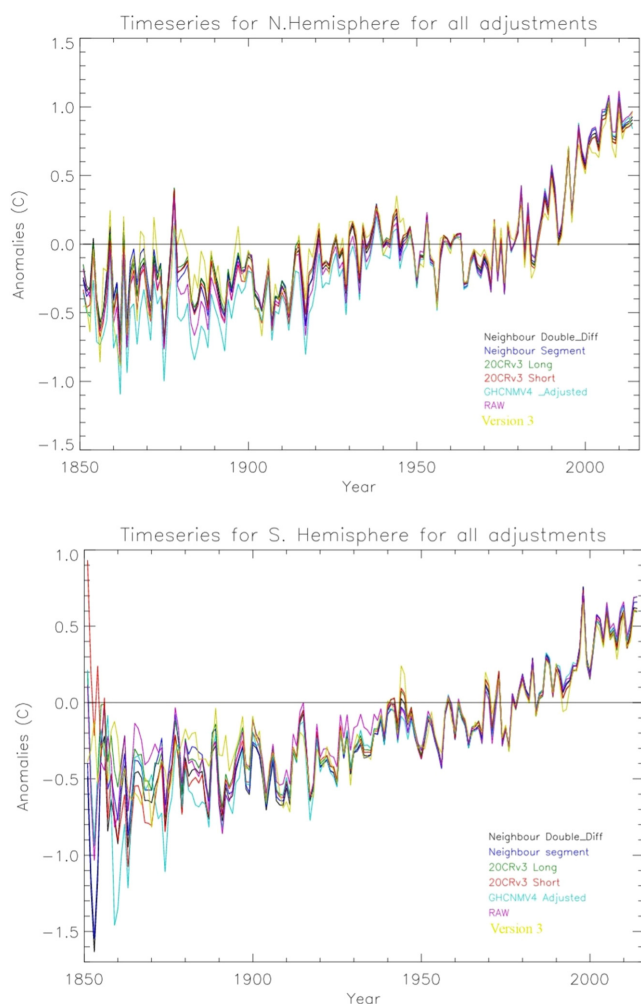 Timeseries for N.Hemisphere for all adjustments
1.5
1.0
0.5
0.0
−0.5
−1.0
−1.5
Anomalies (C)
Neighbour Double_Diff
Neighbour Segment
20CRv3 Long
20CRv3 Short
GHCNMV4 _Adjusted
RAW
Version 3
1850 1900 1950 2000
Year
Timeseries for S. Hemisphere for all adjustments
1.0
0.5
0.0
−0.5
−1.0
−1.5
Anomalies (C)
Neighbour Double_Diff
Neighbour segment
20CRv3 Long
20CRv3 Short
GHCNMV4 Adjusted
RAW
Version 3
1850 1900 1950 2000
Year